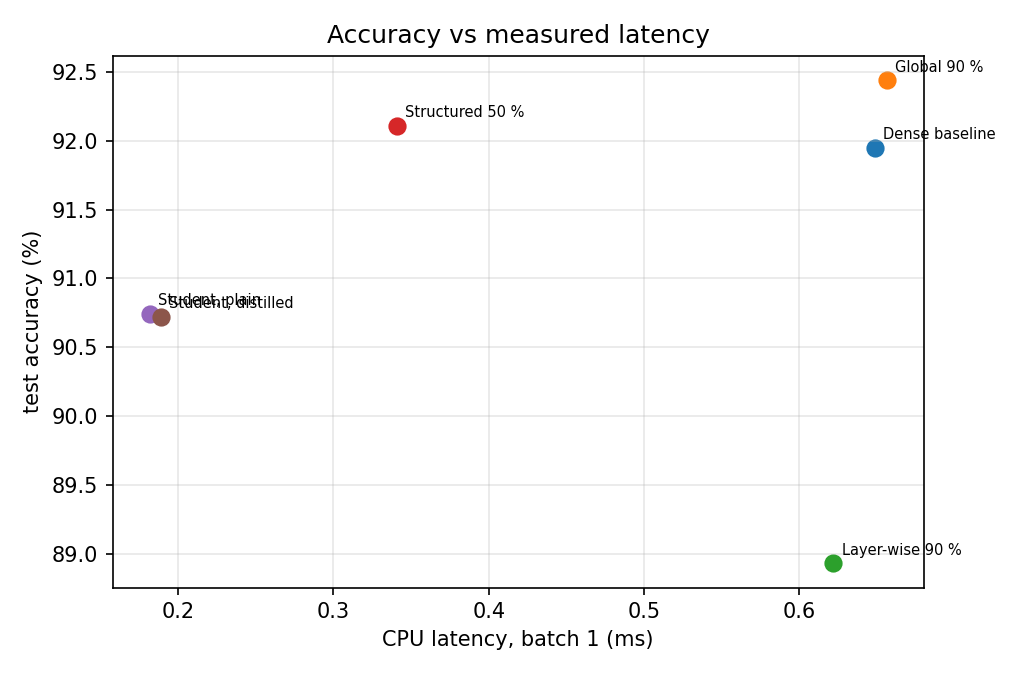 Accuracy vs measured latency
92.5
92.0
91.5
91.0
90.5
90.0
89.5
89.0
test accuracy (%)
Global 90 %
Structured 50 %
Dense baseline
Student, plain
Student, distilled
Layer-wise 90 %
0.2 0.3 0.4 0.5 0.6
CPU latency, batch 1 (ms)